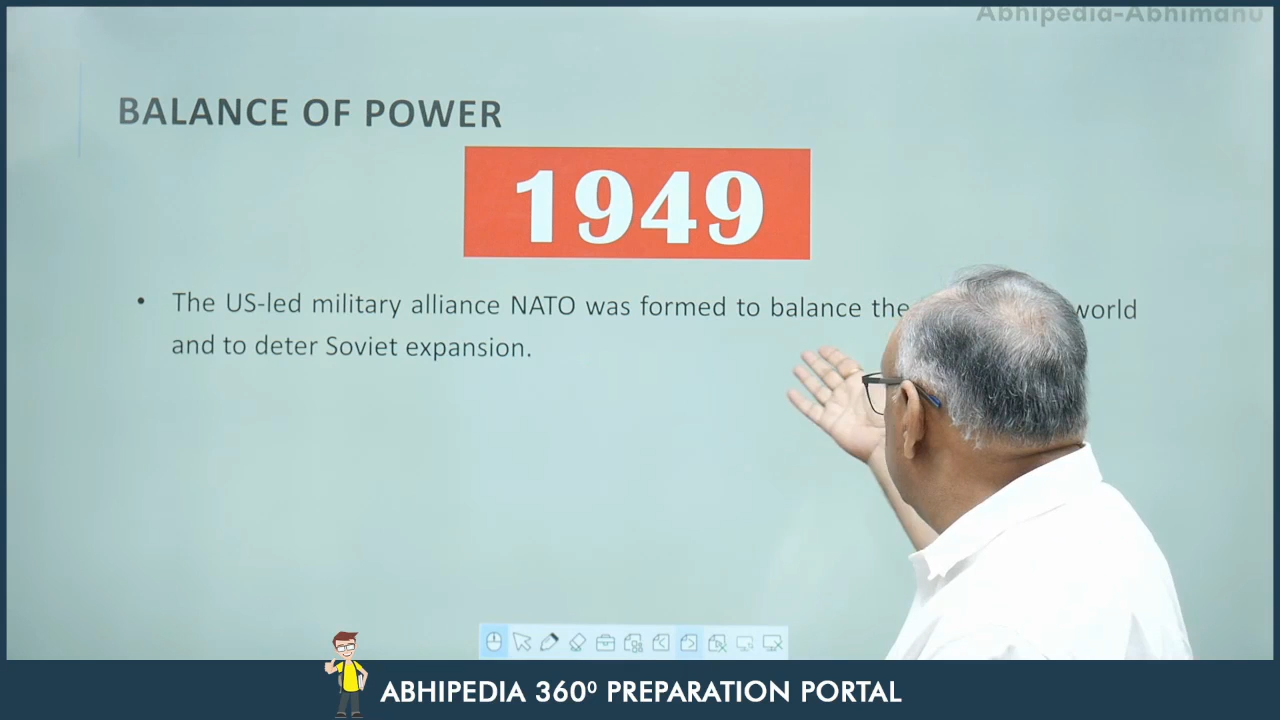 Abhipedia-Abhimanu
BALANCE OF POWER
1949
• The US-led military alliance NATO was formed to balance the world
and to deter Soviet expansion.
ABHIPEDIA 360⁰ PREPARATION PORTAL